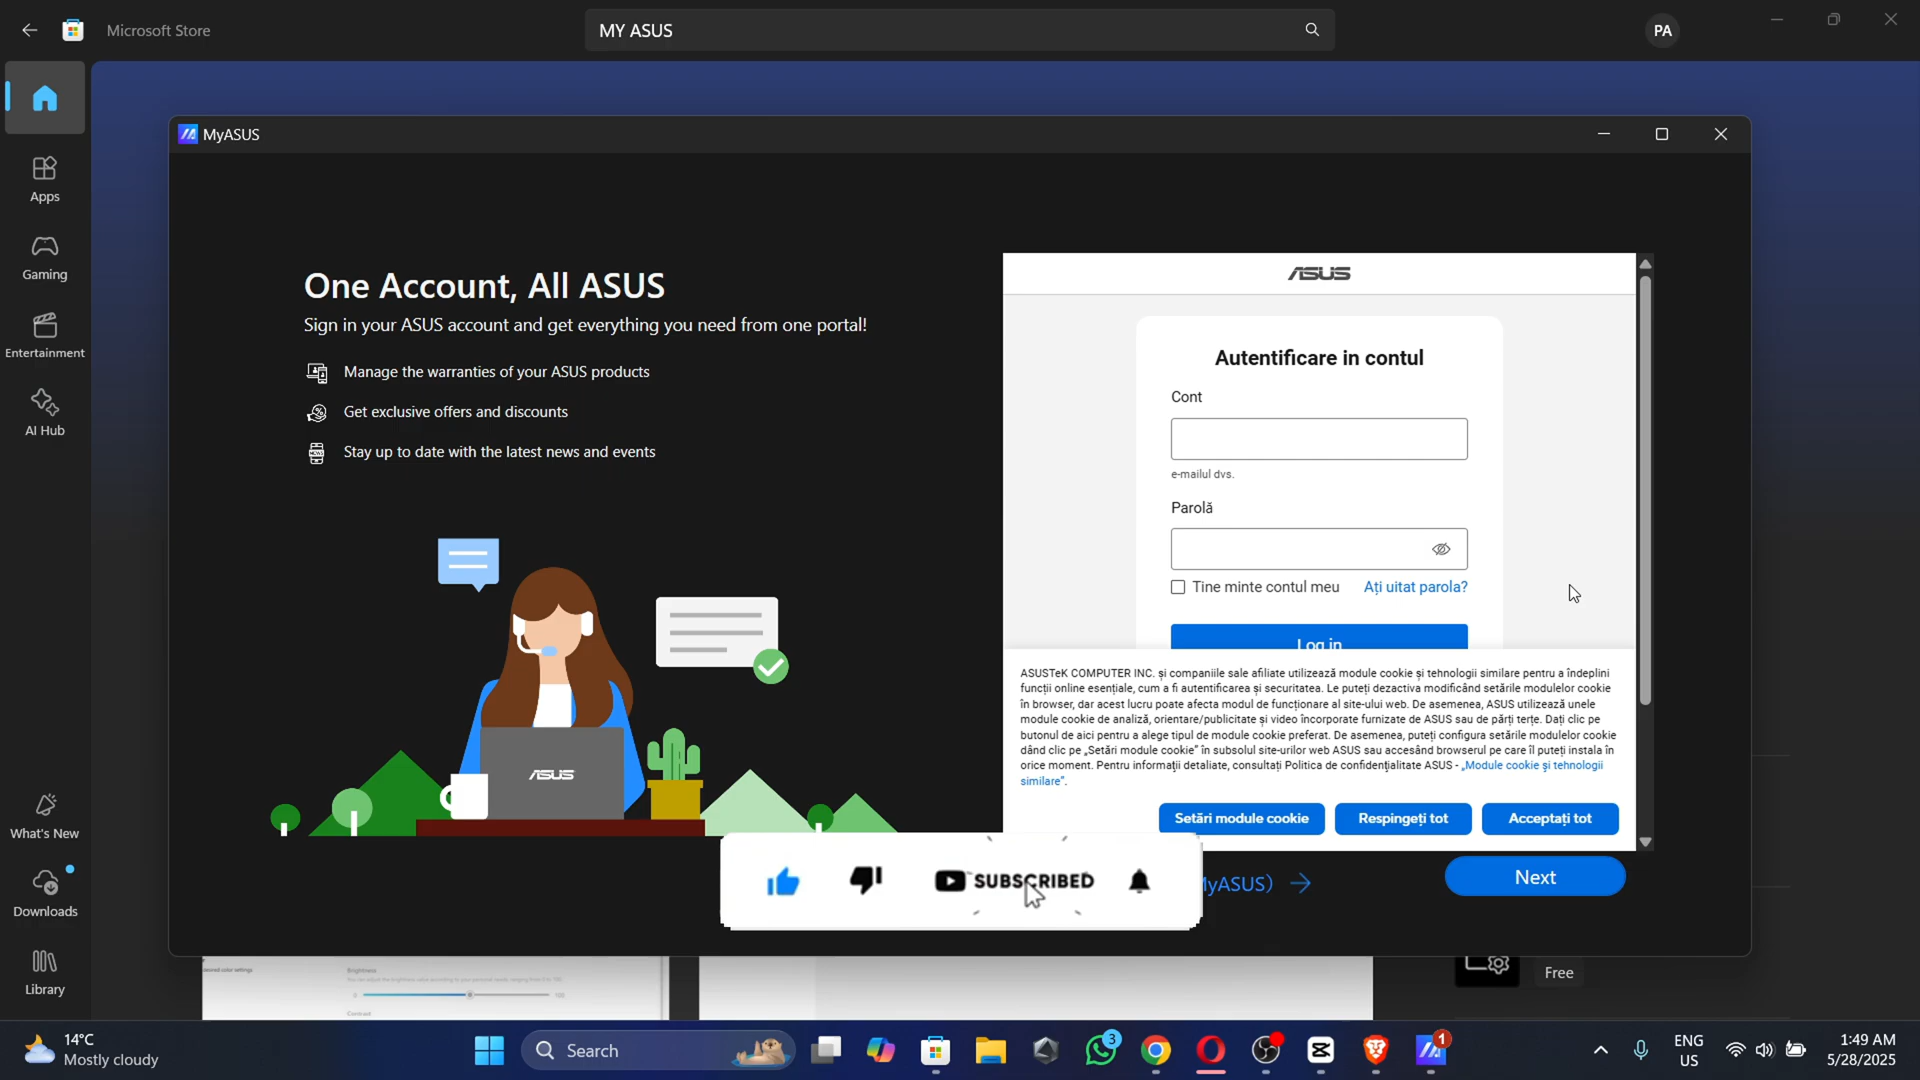 Microsoft Store
MY ASUS
PA
Apps
Gaming
Entertainment
AI Hub
What's New
Downloads
Library
MyASUS
One Account, All ASUS
Sign in your ASUS account and get everything you need from one portal!
Manage the warranties of your ASUS products
Get exclusive offers and discounts
Stay up to date with the latest news and events
ASUS
ASUS
Autentificare in contul
Cont
e-mailul dvs.
Parolă
Tine minte contul meu
Ați uitat parola?
Log in
ASUSTeK COMPUTER INC. și companiile sale afiliate utilizează module cookie și tehnologii similare pentru a îndeplini
funcții online esențiale, cum a fi autentificarea și securitatea. Le puteți dezactiva modificând setările modulelor cookie
în browser, dar acest lucru poate afecta modul de funcționare al site-ului web. De asemenea, ASUS utilizează unele
module cookie de analiză, orientare/publicitate și video încorporate furnizate de ASUS sau de părți terțe. Dați clic pe
butonul de aici pentru a alege tipul de module cookie preferat. De asemenea, puteți configura setările modulelor cookie
dând clic pe „Setări module cookie" în subsolul site-urilor web ASUS sau accesând browserul pe care îl puteți instala în
orice moment. Pentru informaţii detaliate, consultați Politica de confidenţialitate ASUS - „Module cookie și tehnologii
similare".
Setări module cookie
Respingeți tot
Acceptați tot
SUBSCRIBED
MyASUS)
Next
Brightness
Contrast
Free
14°C
Mostly cloudy
Search
3
1
ENG
US
1:49 AM
5/28/2025